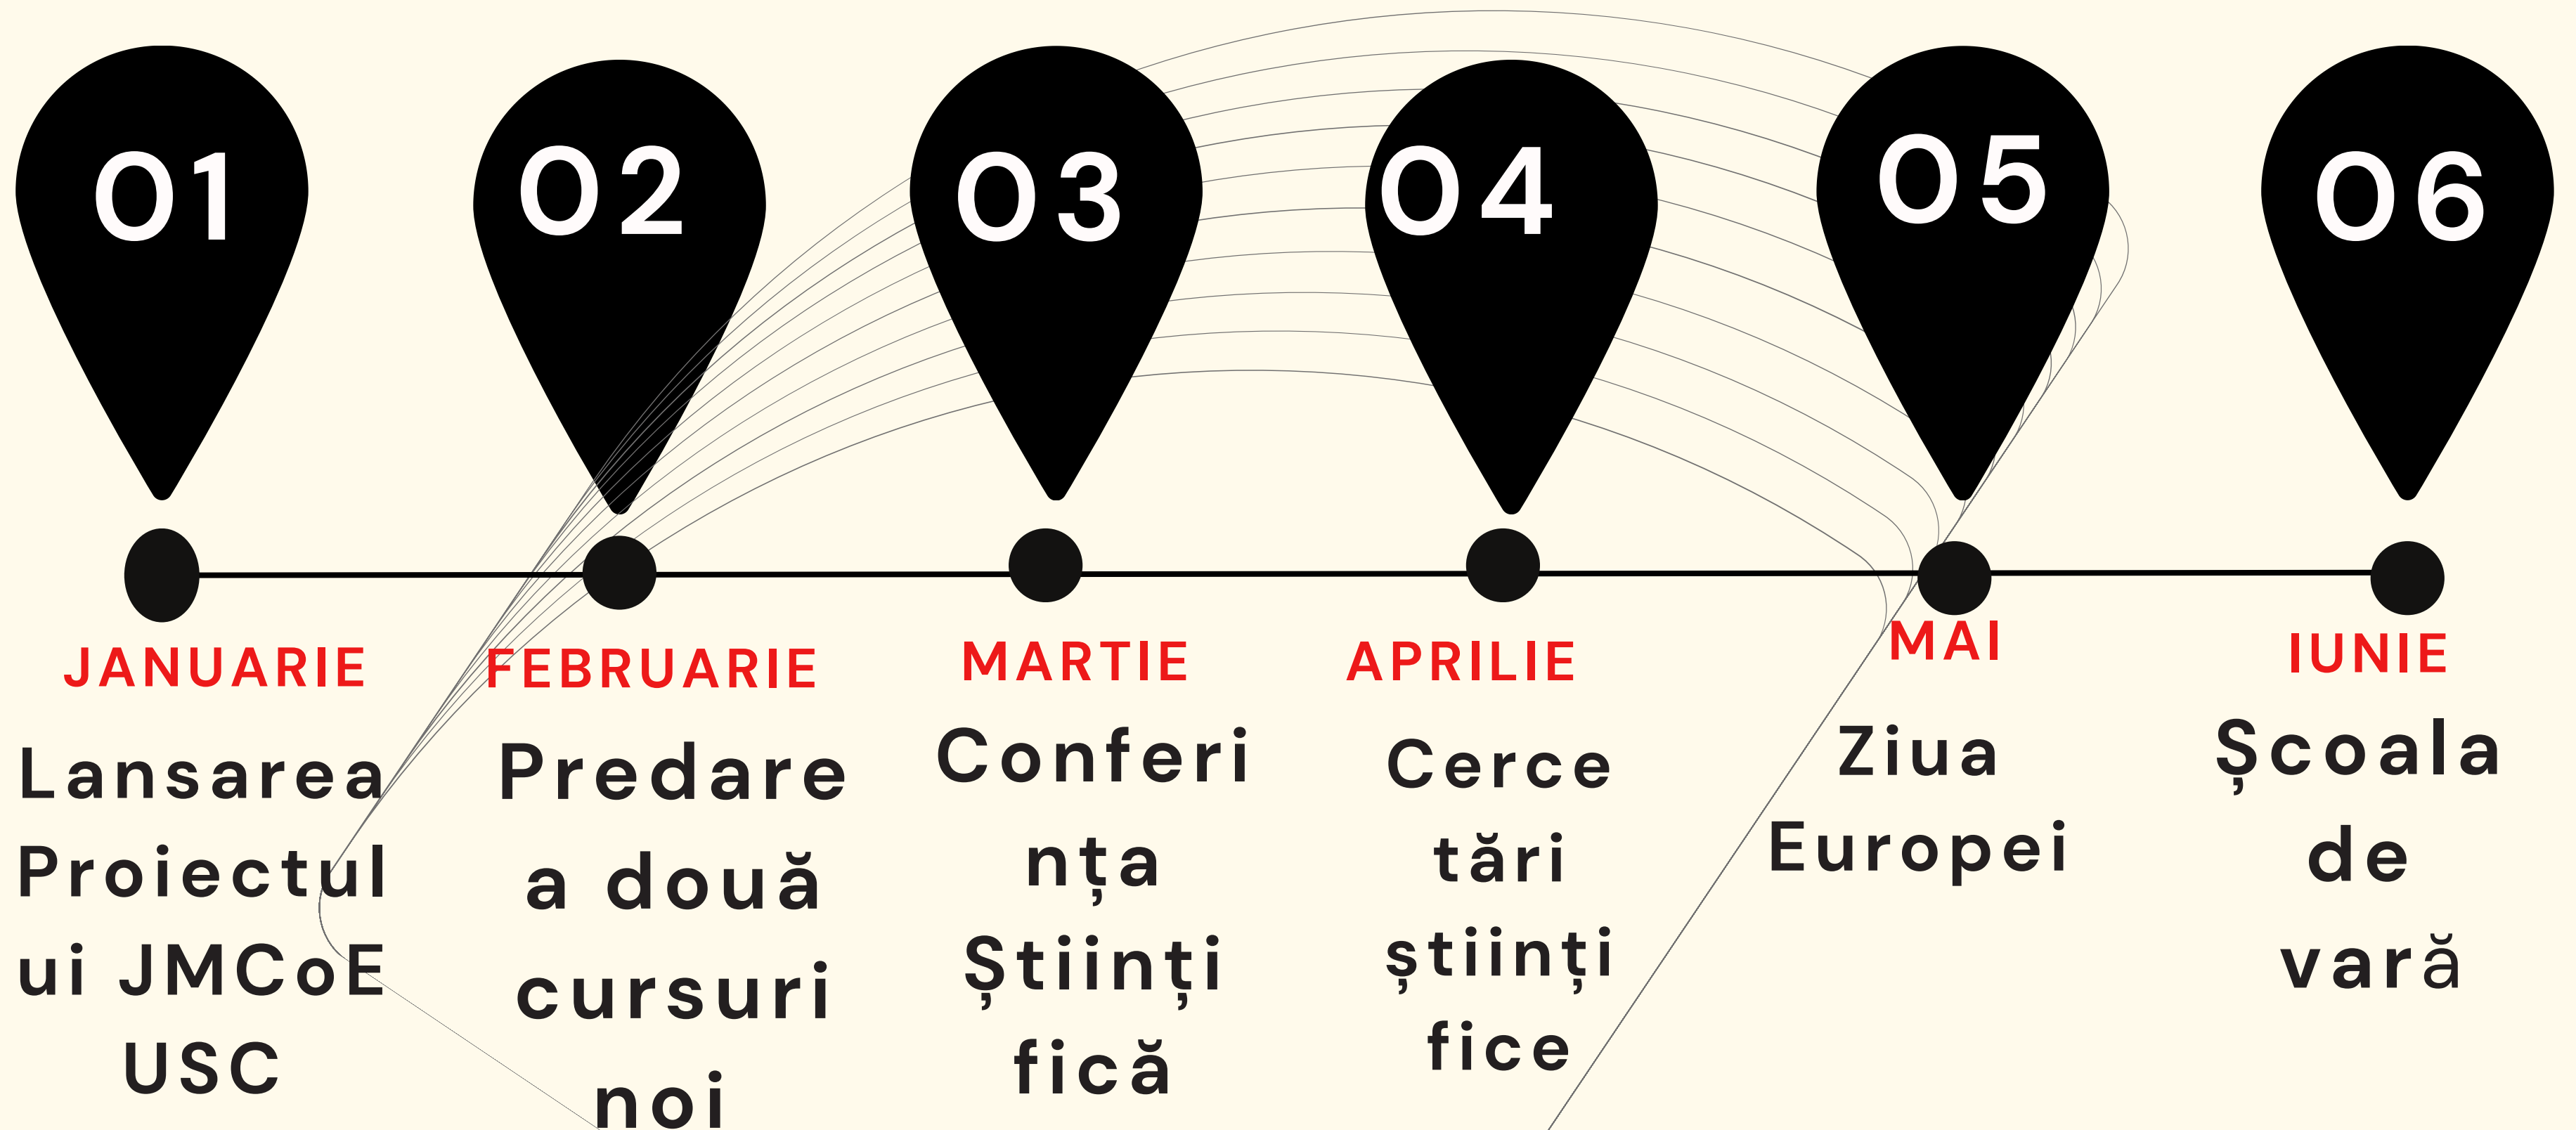 01
02
03
04
05
06
JANUARIE
Lansarea
Proiectul
ui JMCoE
USC
FEBRUARIE
Predare
a două
cursuri
noi
MARTIE
Conferi
nța
Științi
fică
APRILIE
Cerce
tări
științi
fice
MAI
Ziua
Europei
IUNIE
Școala
de
vară